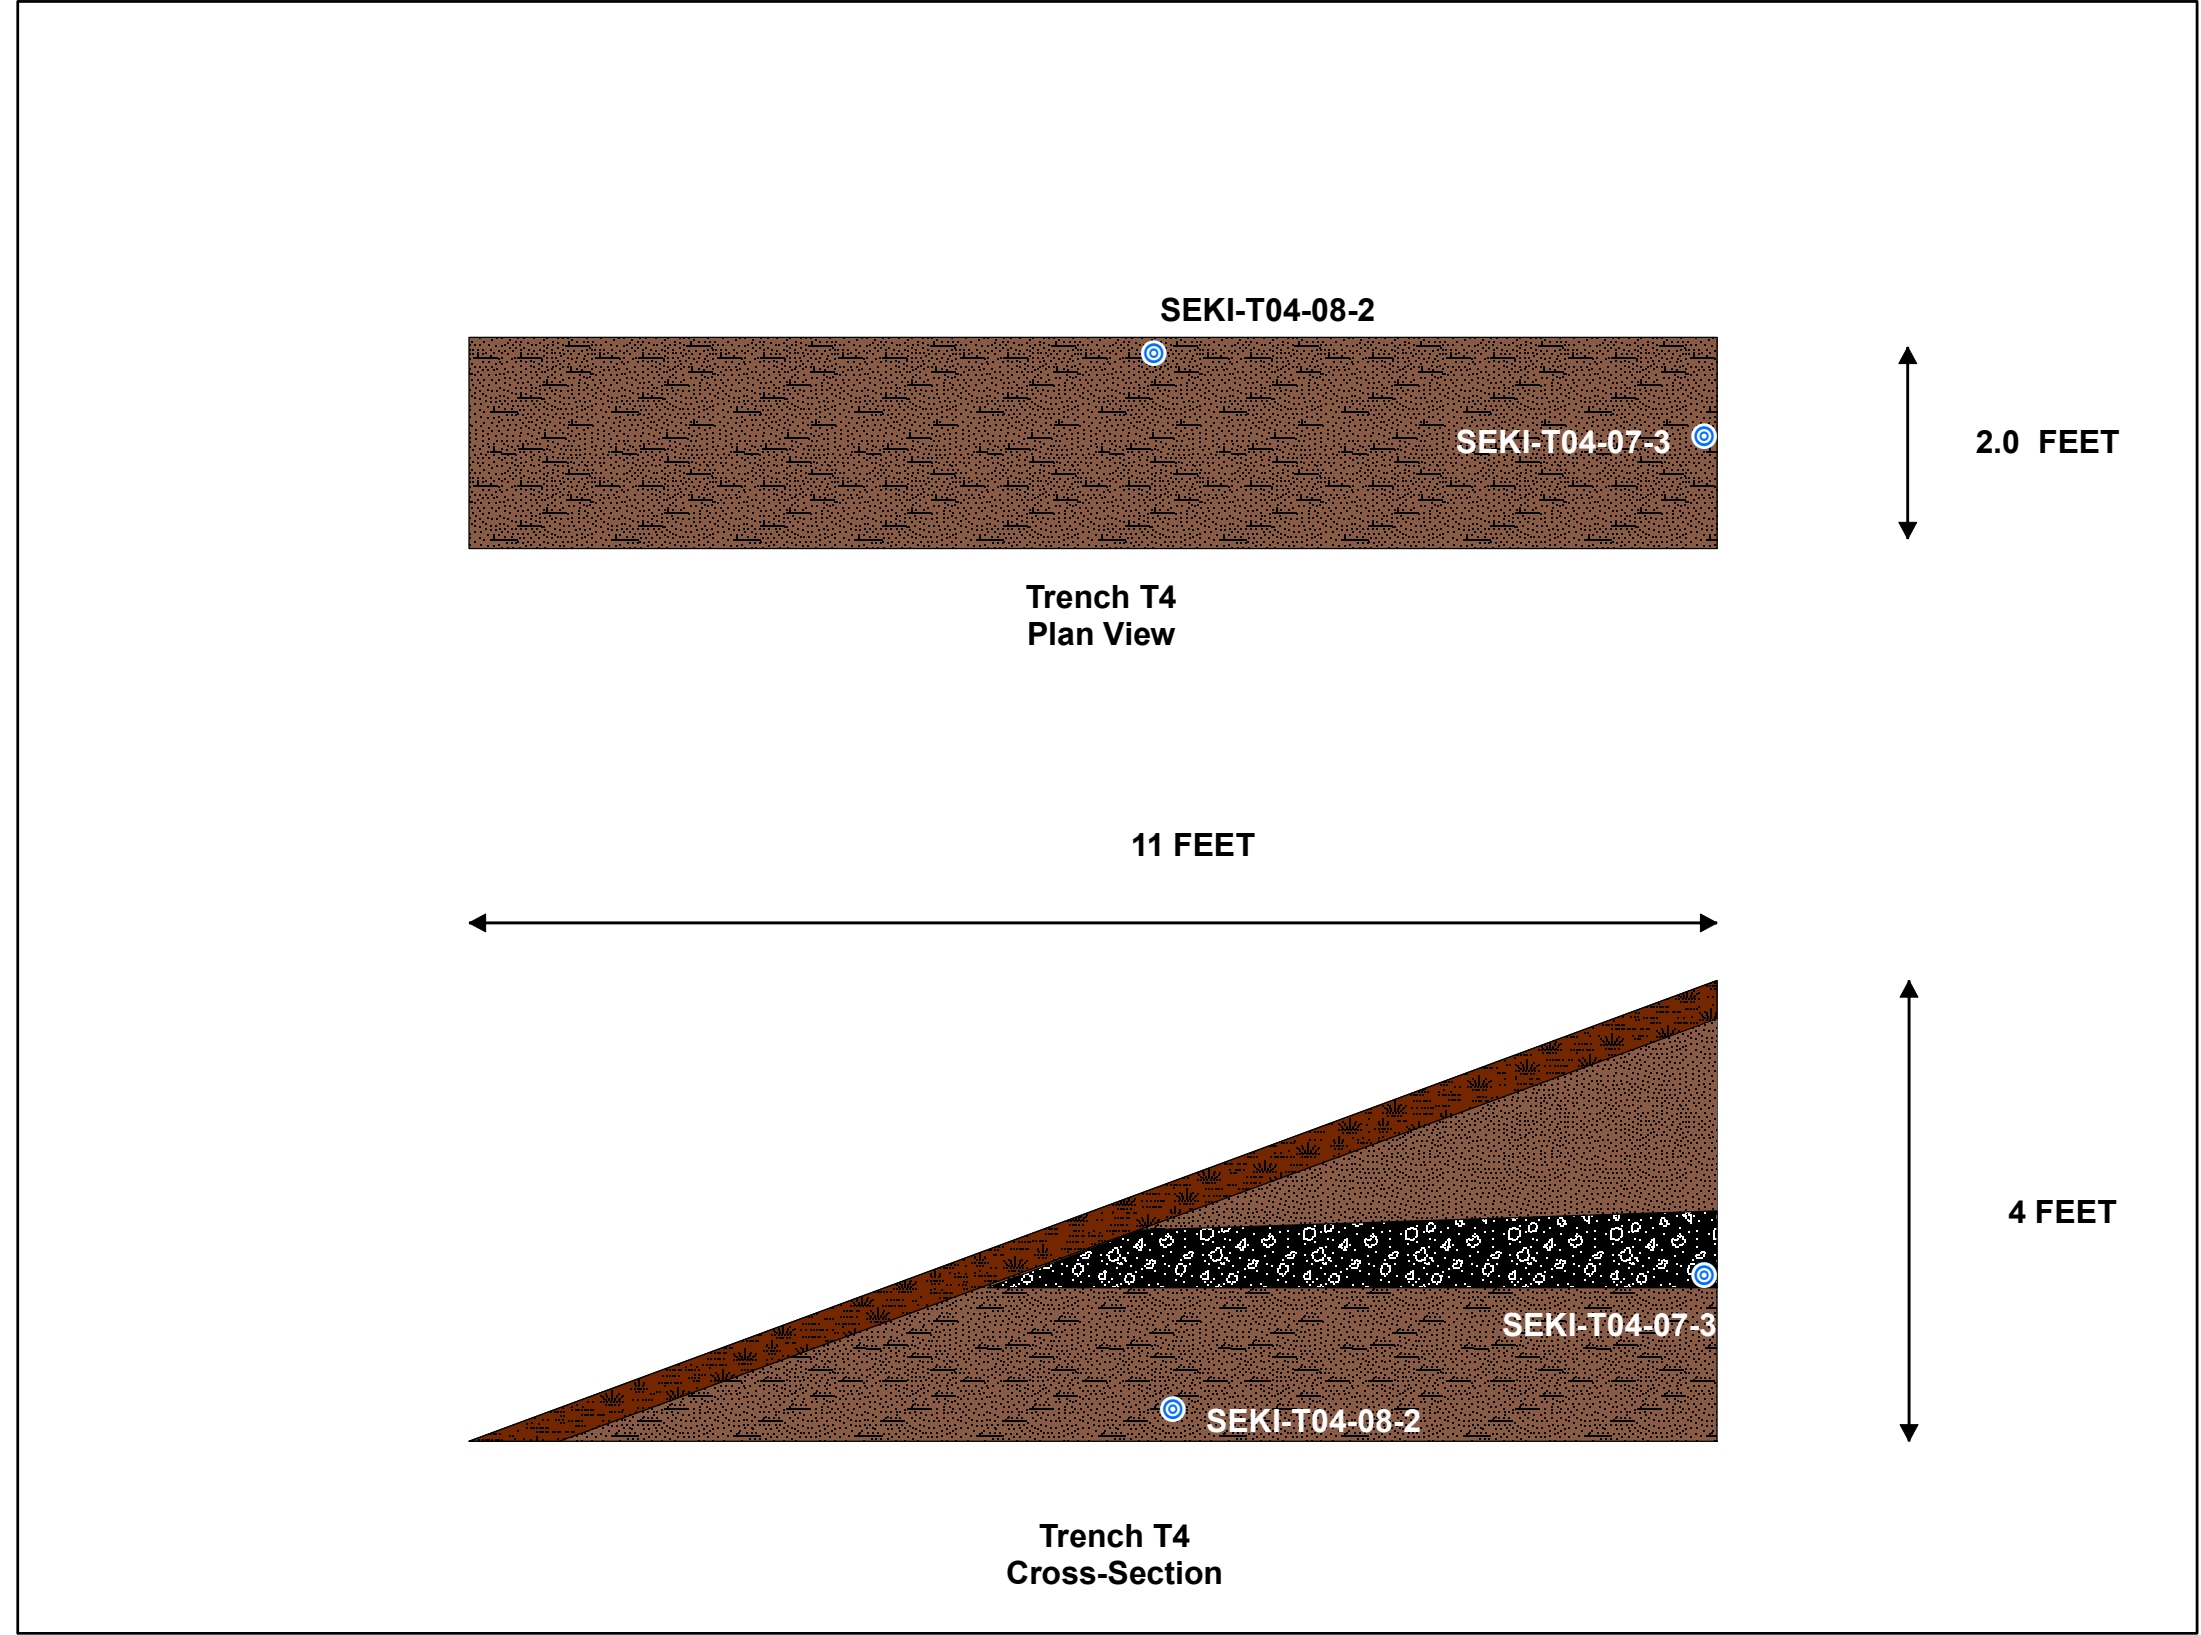 SEKI-T04-08-2
SEKI-T04-07-3
2.0 FEET
Trench T4
Plan View
11 FEET
4 FEET
SEKI-T04-07-3
SEKI-T04-08-2
Trench T4
Cross-Section